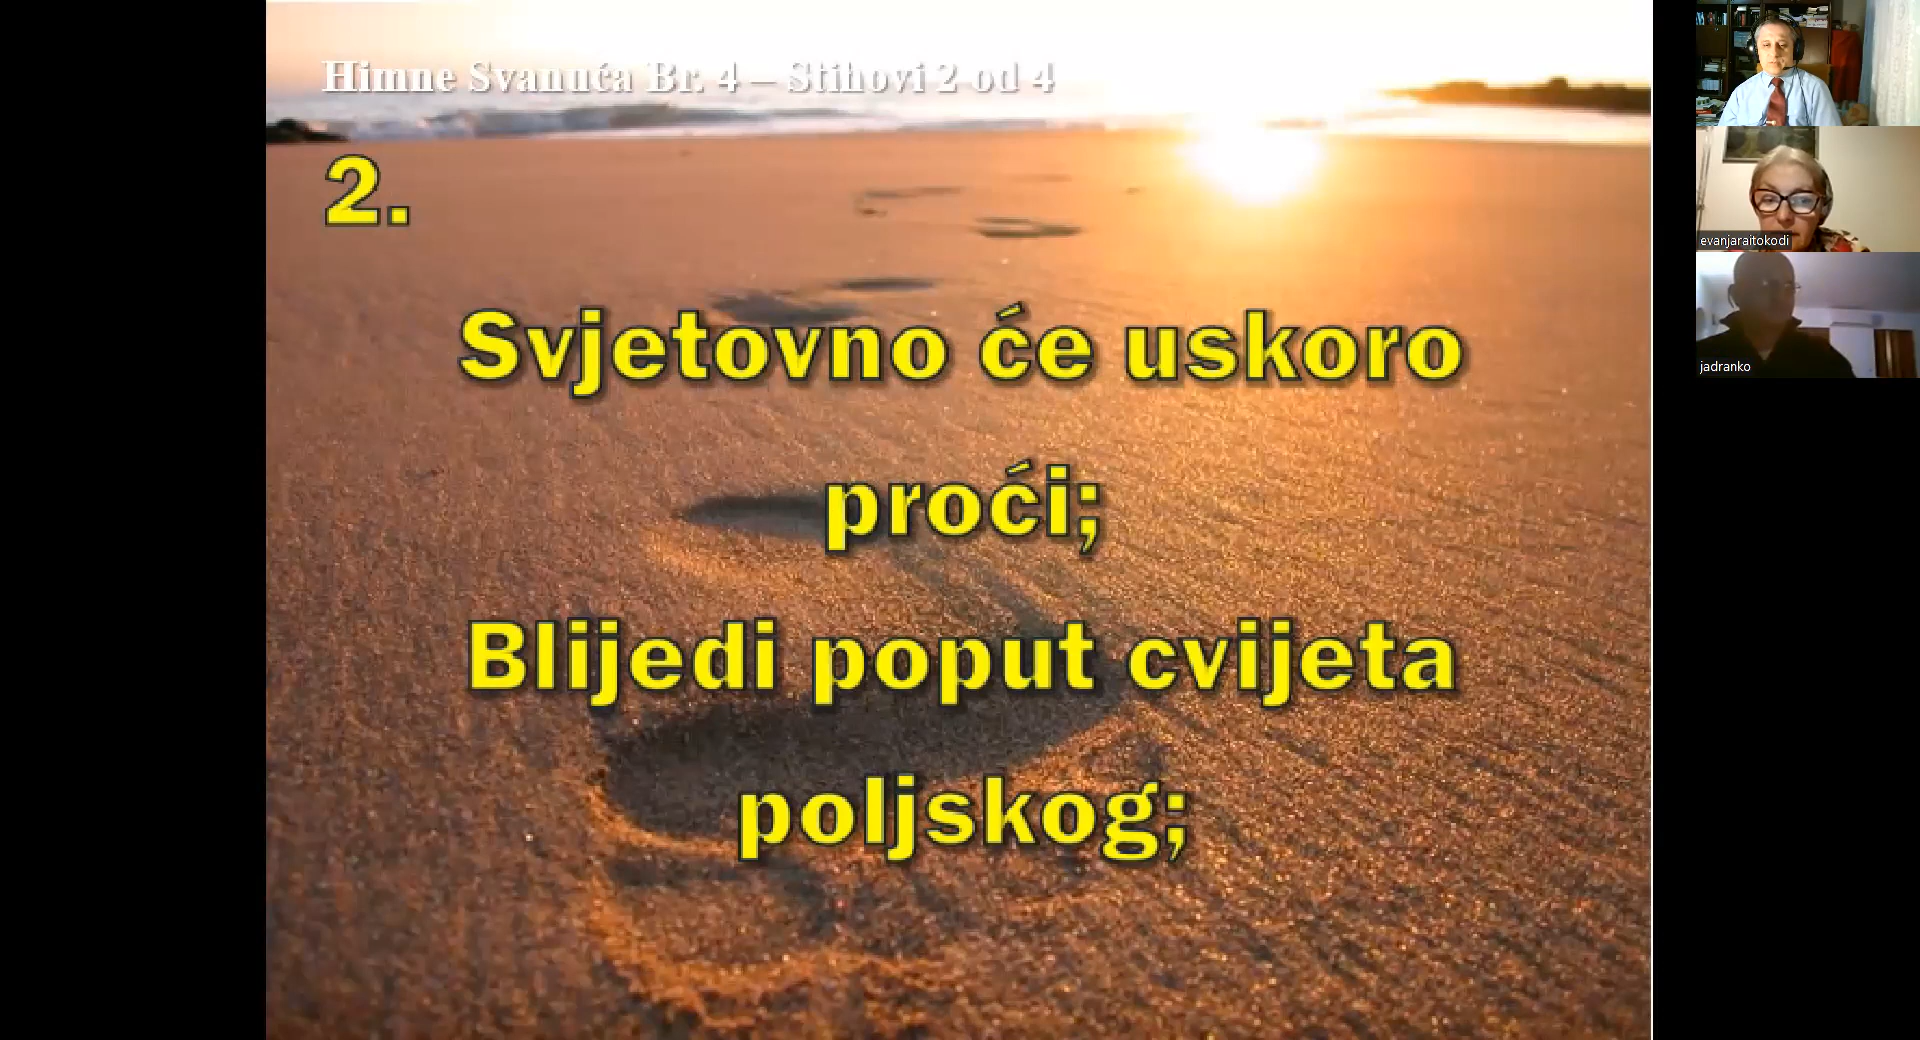 Himne Svanuća Br. 4 – Stihovi 2 od 4
2.
Svjetovno će uskoro
proći;
Blijedi poput cvijeta
poljskog;
evanjaraitokodi
jadranko